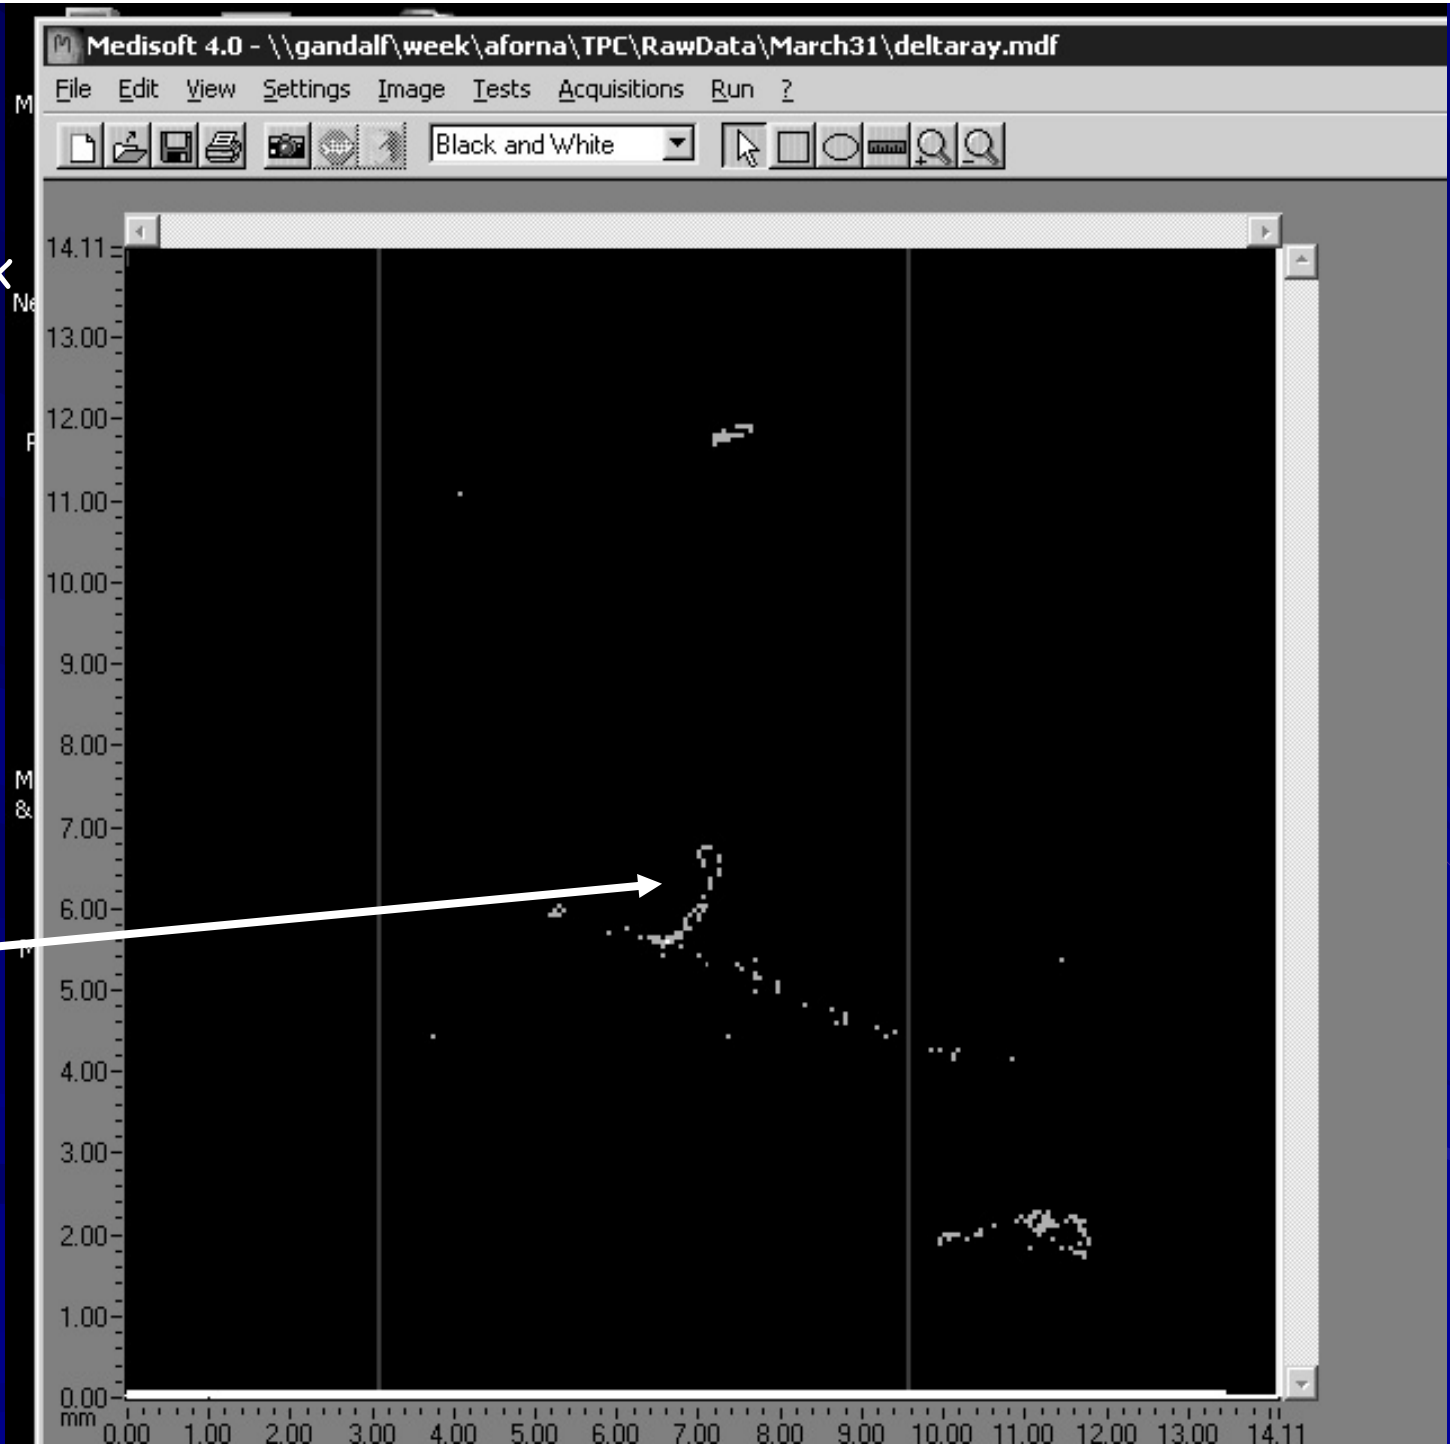 Medisoft 4.0 - \\gandalf\week\aforna\TPC\RawData\March31\deltaray.mdf
File Edit View Settings Image Tests Acquisitions Run ?
Black and White
14.11
13.00
12.00
11.00
10.00
9.00
8.00
7.00
6.00
5.00
4.00
3.00
2.00
1.00
0.00
mm
0.00 1.00 2.00 3.00 4.00 5.00 6.00 7.00 8.00 9.00 10.00 11.00 12.00 13.00 14.11
M
Ne
M
&